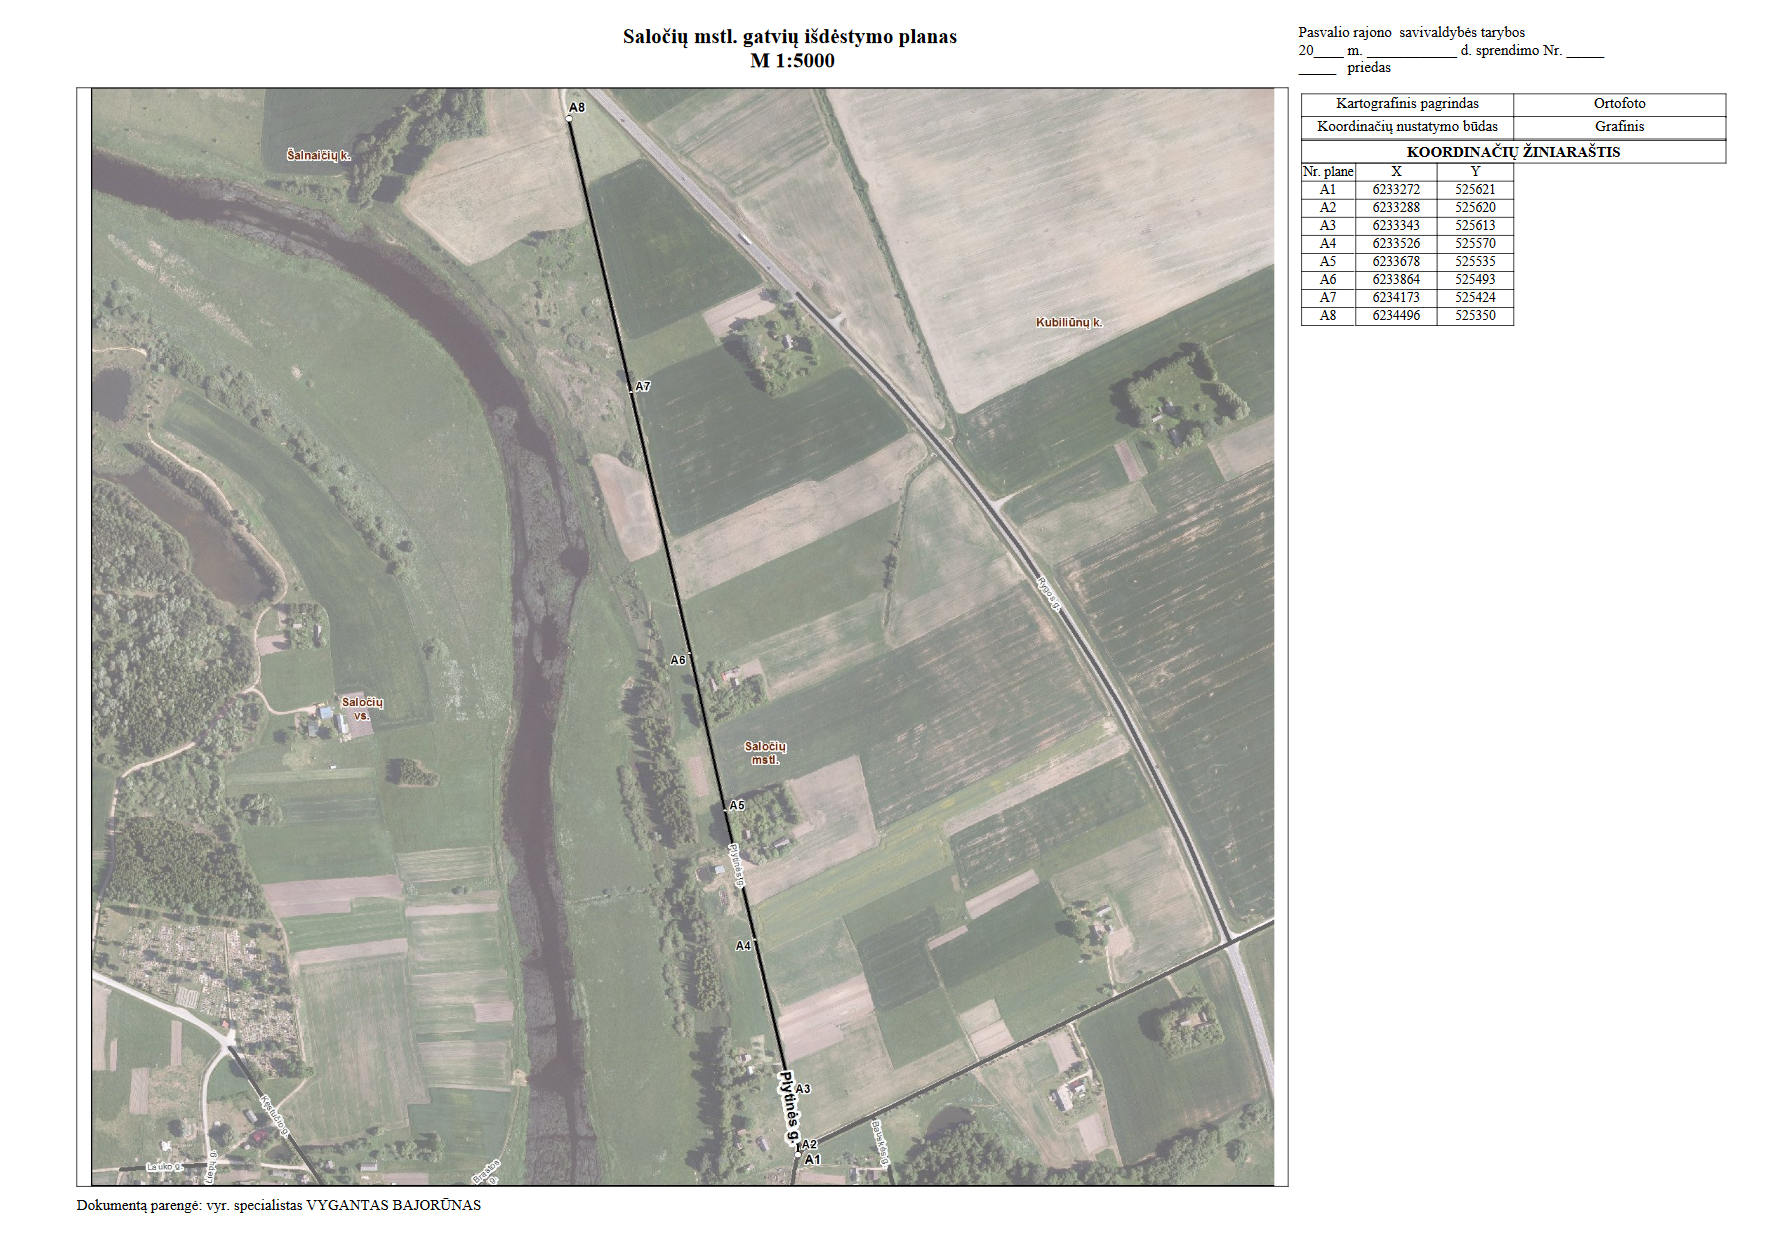 Saločių mstl. gatvių išdėstymo planas
M 1:5000
Pasvalio rajono  savivaldybės tarybos
20____ m. ____________ d. sprendimo Nr. _____
_____ priedas
Kartografinis pagrindas Ortofoto
Koordinačių nustatymo būdas Grafinis
KOORDINAČIŲ ŽINIARAŠTIS
Nr. plane X Y
A1 6233272 525621
A2 6233288 525620
A3 6233343 525613
A4 6233526 525570
A5 6233678 525535
A6 6233864 525493
A7 6234173 525424
A8 6234496 525350
A8
Šalnaičių k.
Kubiliūnų k.
A7
Rygos g.
A6
Saločių
vs.
Saločių
mstl.
A5
Plytinės g.
A4
Plytinės g.
A3
Kęstučio g.
A2
A1
Bauskės g.
Lauko g.
Liepų g.
Brastos
g.
Dokumentą parengė: vyr. specialistas VYGANTAS BAJORŪNAS